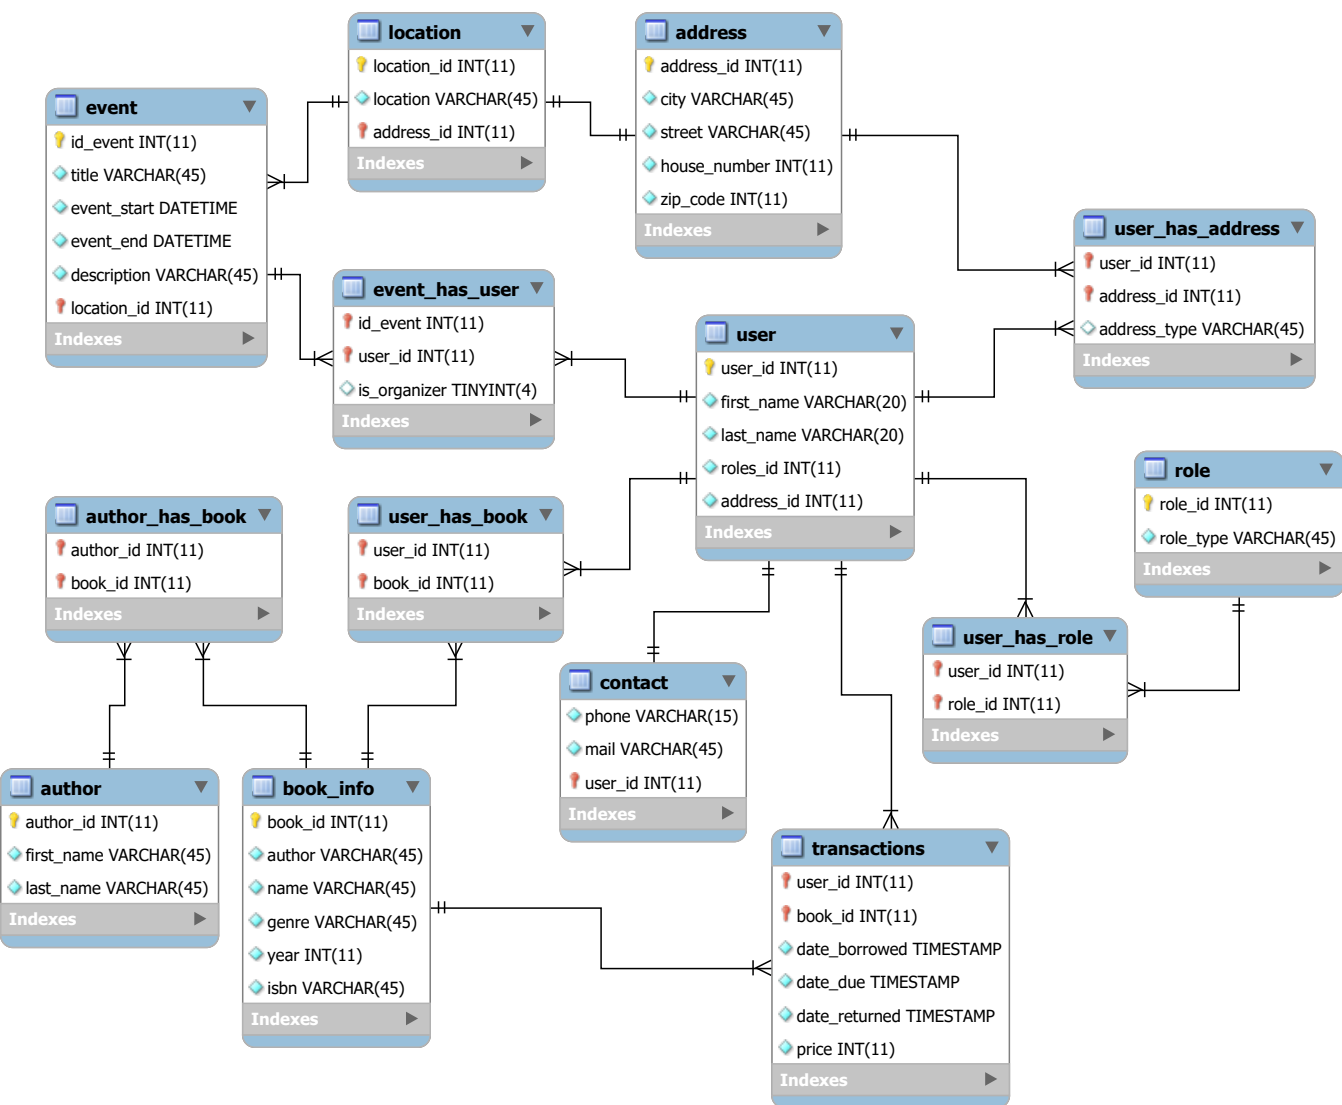 location
location_id INT(11)
location VARCHAR(45)
address_id INT(11)
Indexes
address
address_id INT(11)
city VARCHAR(45)
street VARCHAR(45)
house_number INT(11)
zip_code INT(11)
Indexes
event
id_event INT(11)
title VARCHAR(45)
event_start DATETIME
event_end DATETIME
description VARCHAR(45)
location_id INT(11)
Indexes
user_has_address
user_id INT(11)
address_id INT(11)
address_type VARCHAR(45)
Indexes
event_has_user
id_event INT(11)
user_id INT(11)
is_organizer TINYINT(4)
Indexes
user
user_id INT(11)
first_name VARCHAR(20)
last_name VARCHAR(20)
roles_id INT(11)
address_id INT(11)
Indexes
role
role_id INT(11)
role_type VARCHAR(45)
Indexes
author_has_book
author_id INT(11)
book_id INT(11)
Indexes
user_has_book
user_id INT(11)
book_id INT(11)
Indexes
user_has_role
user_id INT(11)
role_id INT(11)
Indexes
contact
phone VARCHAR(15)
mail VARCHAR(45)
user_id INT(11)
Indexes
author
author_id INT(11)
first_name VARCHAR(45)
last_name VARCHAR(45)
Indexes
book_info
book_id INT(11)
author VARCHAR(45)
name VARCHAR(45)
genre VARCHAR(45)
year INT(11)
isbn VARCHAR(45)
Indexes
transactions
user_id INT(11)
book_id INT(11)
date_borrowed TIMESTAMP
date_due TIMESTAMP
date_returned TIMESTAMP
price INT(11)
Indexes